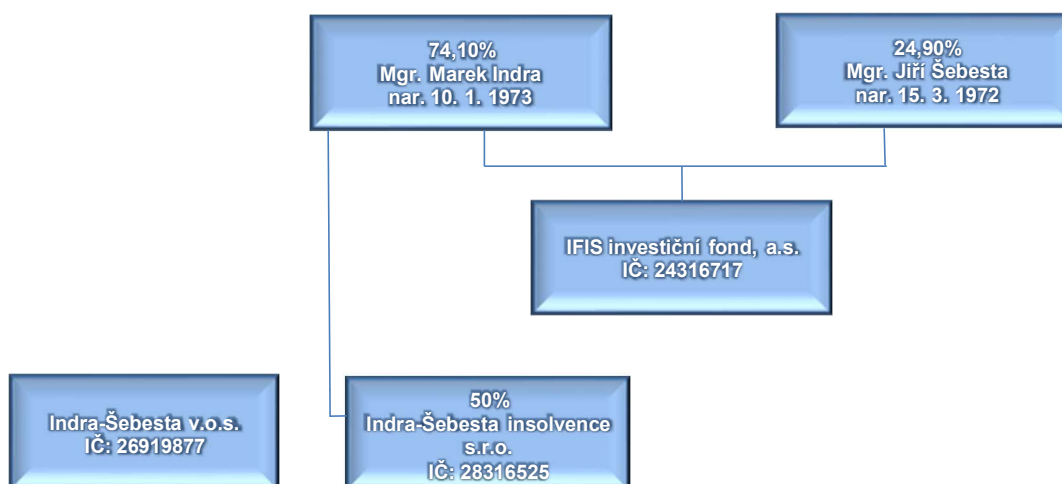 74,10%
Mgr. Marek Indra
nar. 10. 1. 1973
24,90%
Mgr. Jiří Šebesta
nar. 15. 3. 1972
IFIS investiční fond, a.s.
IČ: 24316717
Indra-Šebesta v.o.s.
IČ: 26919877
50%
Indra-Šebesta insolvence
s.r.o.
IČ: 28316525